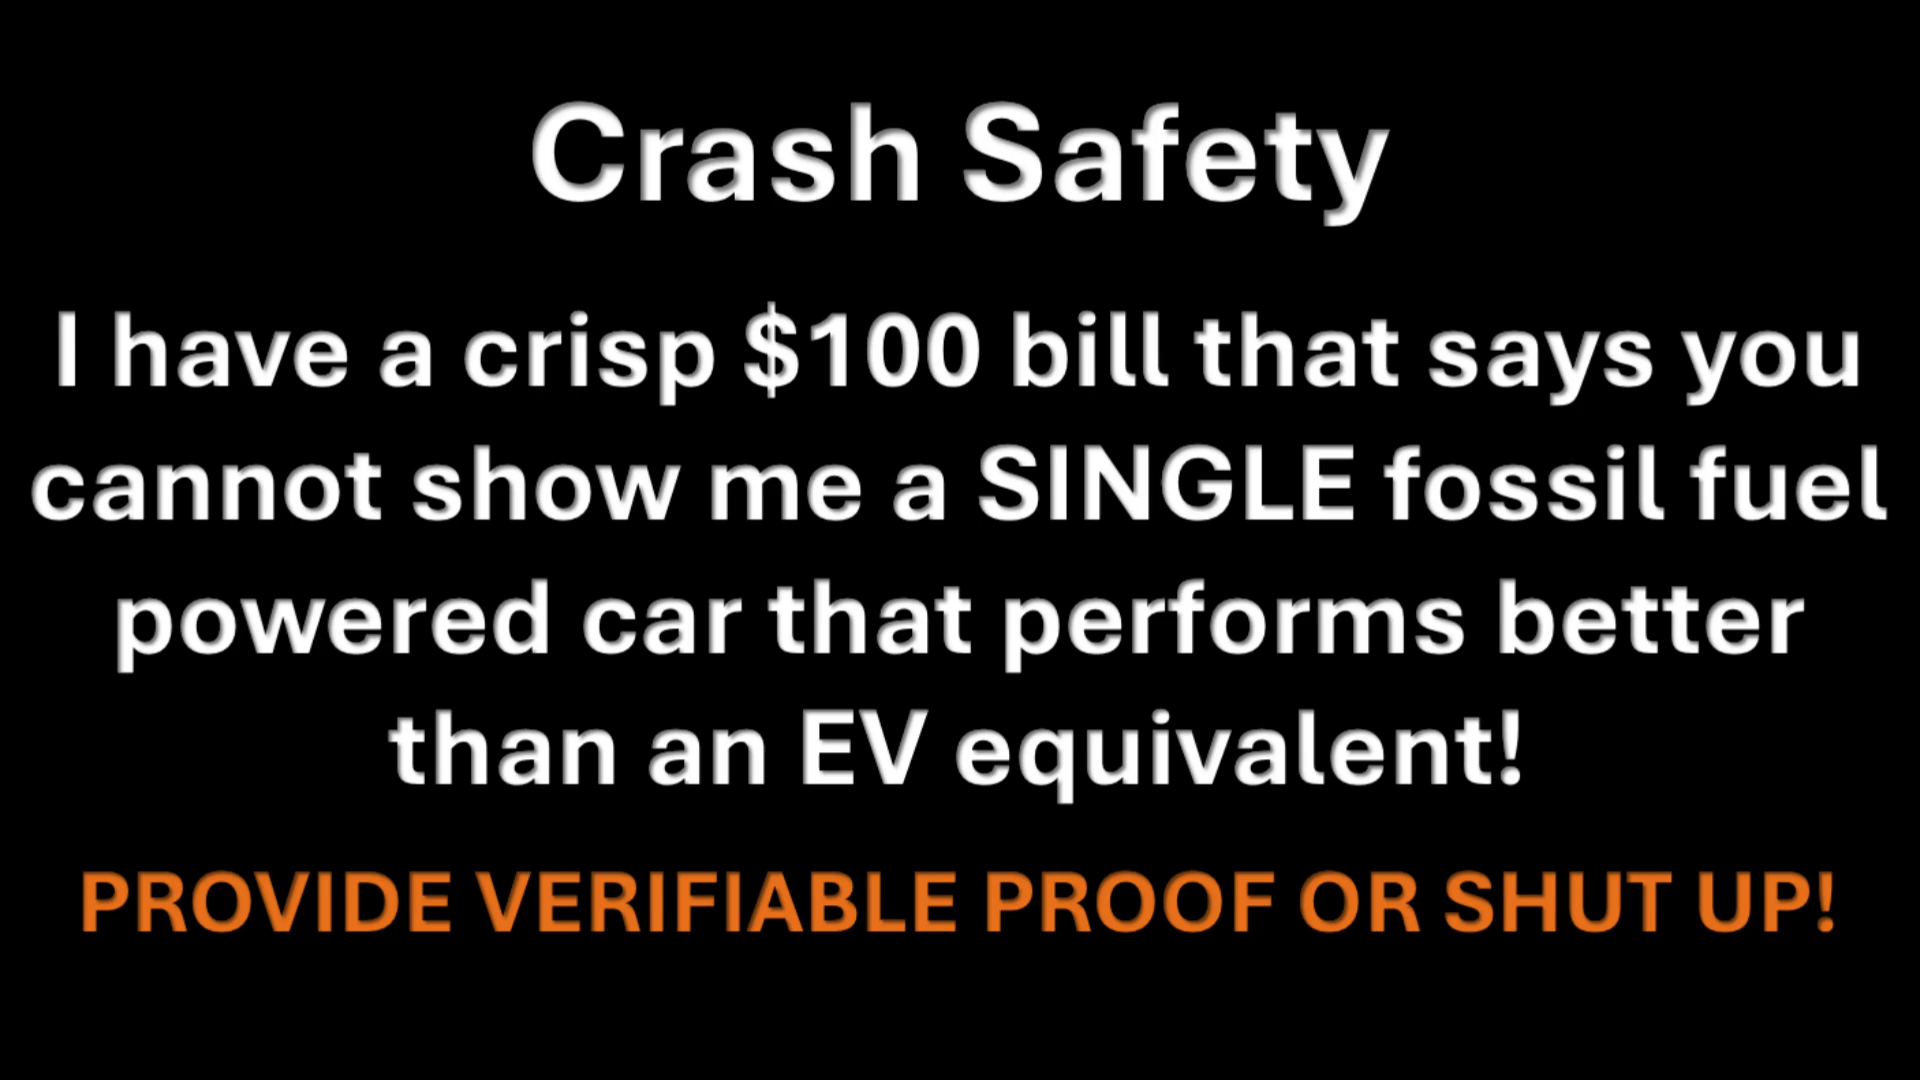 Crash Safety
I have a crisp $100 bill that says you
cannot show me a SINGLE fossil fuel
powered car that performs better
than an EV equivalent!
PROVIDE VERIFIABLE PROOF OR SHUT UP!